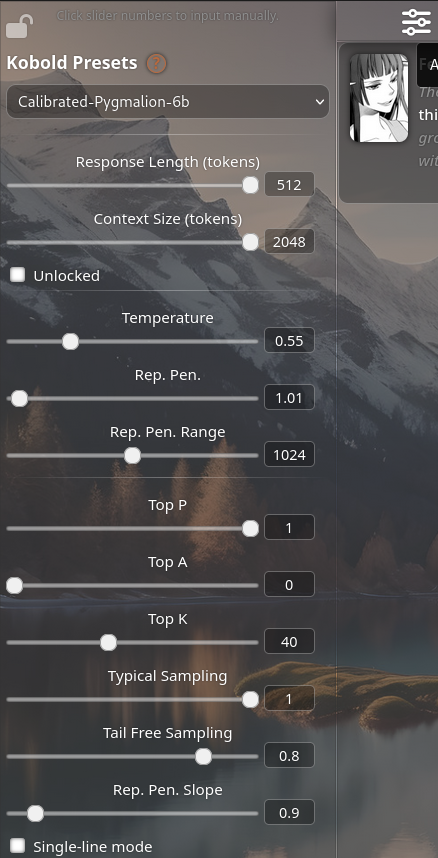 Click slider numbers to input manually.
Kobold Presets ?
Calibrated-Pygmalion-6b
Response Length (tokens)
512
Context Size (tokens)
2048
Unlocked
Temperature
0.55
Rep. Pen.
1.01
Rep. Pen. Range
1024
Top P
1
Top A
0
Top K
40
Typical Sampling
1
Tail Free Sampling
0.8
Rep. Pen. Slope
0.9
Single-line mode
A
The
thi
gro
wit